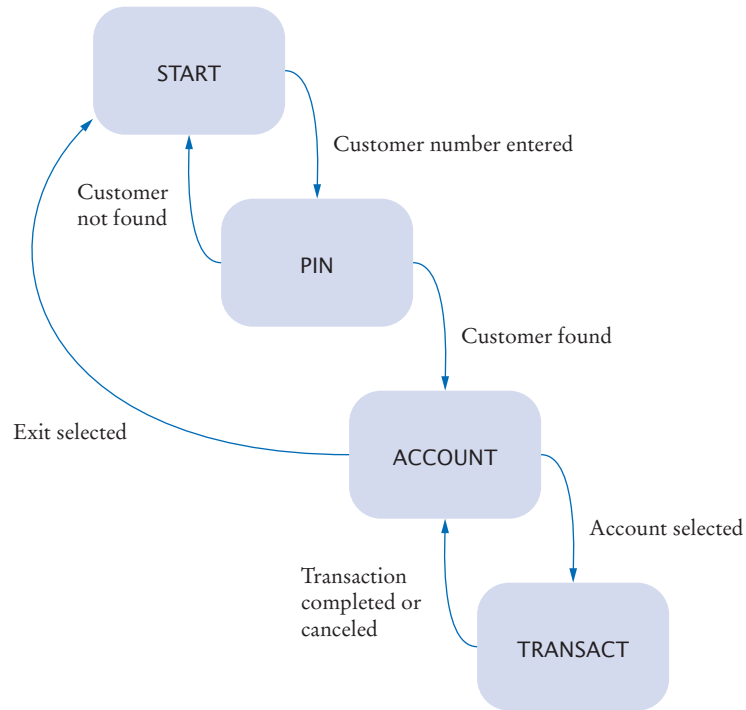 START
Customer number entered
Customer
not found
PIN
Customer found
Exit selected
ACCOUNT
Account selected
Transaction
completed or
canceled
TRANSACT